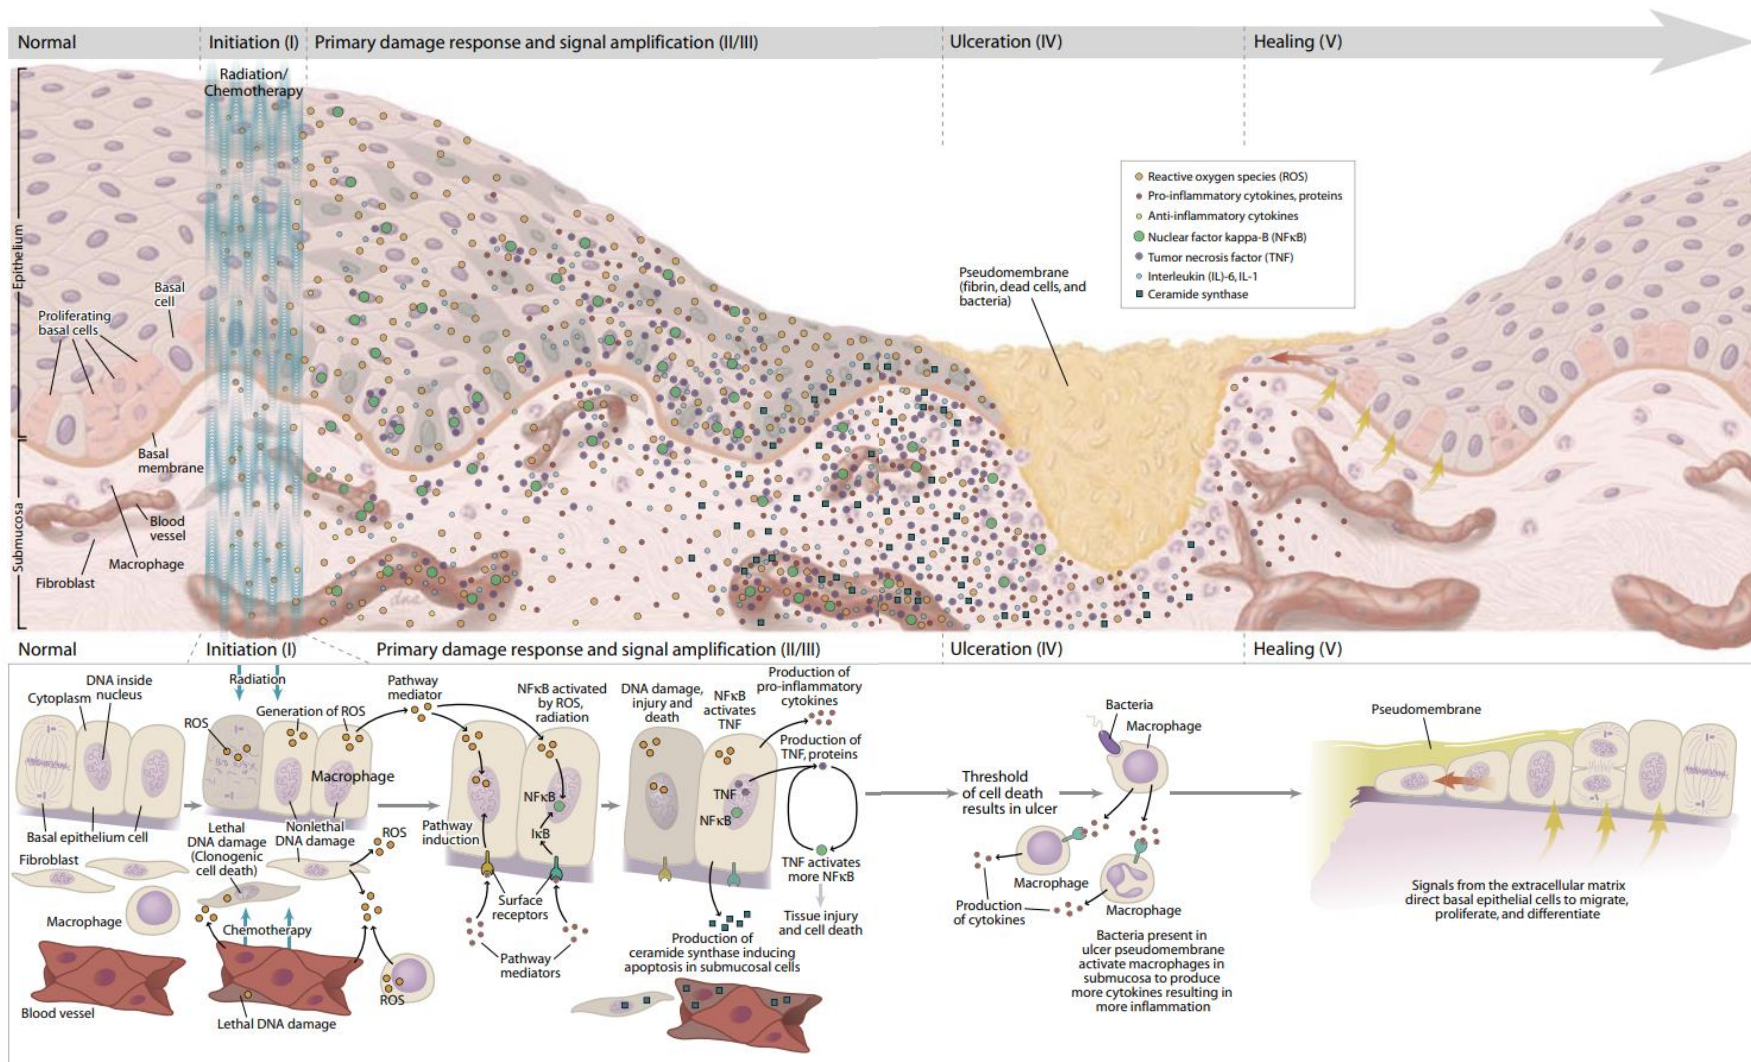 Normal
Initiation (I)
Primary damage response and signal amplification (II/III)
Ulceration (IV)
Healing (V)
Radiation/
Chemotherapy
Epithelium
Submucosa
Basal
cell
Proliferating
basal cells
Basal
membrane
Blood
vessel
Macrophage
Fibroblast
Pseudomembrane
(fibrin, dead cells, and
bacteria)
Reactive oxygen species (ROS)
Pro-inflammatory cytokines, proteins
Anti-inflammatory cytokines
Nuclear factor kappa-B (NFκB)
Tumor necrosis factor (TNF)
Interleukin (IL)-6, IL-1
Ceramide synthase
Normal
Initiation (I)
Primary damage response and signal amplification (II/III)
Ulceration (IV)
Healing (V)
Cytoplasm
DNA inside
nucleus
Basal epithelium cell
Fibroblast
Macrophage
Blood vessel
Radiation
ROS
Generation of ROS
Macrophage
Lethal
DNA damage
(Clonogenic
cell death)
Nonlethal
DNA damage
ROS
Chemotherapy
ROS
Lethal DNA damage
Pathway
mediator
NFκB activated
by ROS,
radiation
NFκB
IκB
Pathway
induction
Surface
receptors
Pathway
mediators
DNA damage,
injury and
death
NFκB
activates
TNF
TNF
NFκB
Production of
pro-inflammatory
cytokines
Production of
TNF, proteins
TNF activates
more NFκB
Tissue injury
and cell death
Production of
ceramide synthase inducing
apoptosis in submucosal cells
Threshold
of cell death
results in ulcer
Bacteria
Macrophage
Macrophage
Macrophage
Production
of cytokines
Bacteria present in
ulcer pseudomembrane
activate macrophages in
submucosa to produce
more cytokines resulting in
more inflammation
Pseudomembrane
Signals from the extracellular matrix
direct basal epithelial cells to migrate,
proliferate, and differentiate